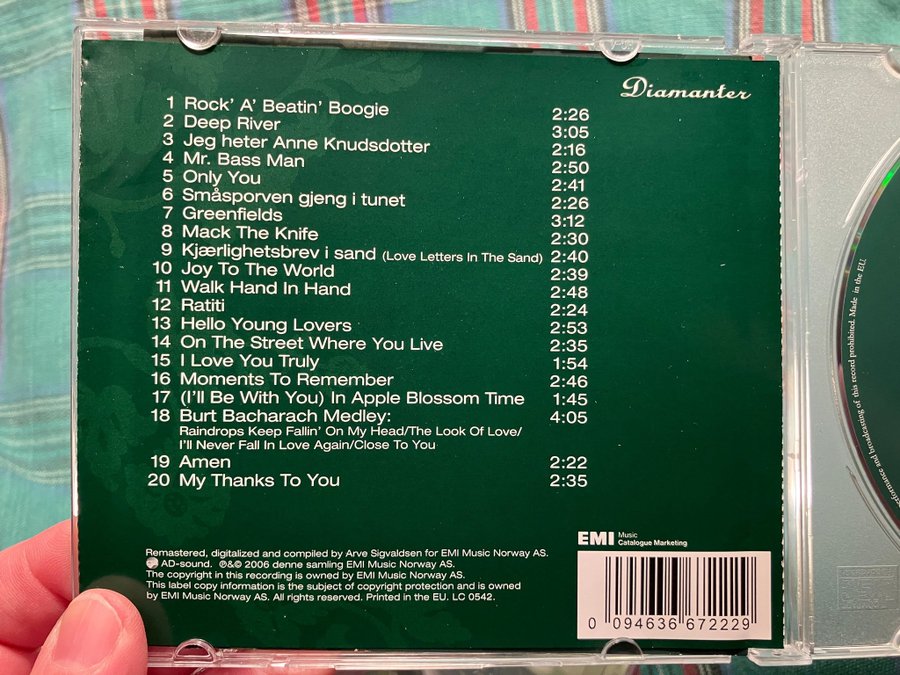 Diamanter
1 Rock' A' Beatin' Boogie 2:26
2 Deep River 3:05
3 Jeg heter Anne Knudsdotter 2:16
4 Mr. Bass Man 2:50
5 Only You 2:41
6 Småsporven gjeng i tunet 2:26
7 Greenfields 3:12
8 Mack The Knife 2:30
9 Kjærlighetsbrev i sand (Love Letters In The Sand) 2:40
10 Joy To The World 2:39
11 Walk Hand In Hand 2:48
12 Ratiti 2:24
13 Hello Young Lovers 2:53
14 On The Street Where You Live 2:35
15 I Love You Truly 1:54
16 Moments To Remember 2:46
17 (I'll Be With You) In Apple Blossom Time 1:45
18 Burt Bacharach Medley: 4:05
Raindrops Keep Fallin' On My Head/The Look Of Love/
I'll Never Fall In Love Again/Close To You
19 Amen 2:22
20 My Thanks To You 2:35
EMI Music
Catalogue Marketing
Remastered, digitalized and compiled by Arve Sigvaldsen for EMI Music Norway AS.
AD-sound. ℗&© 2006 denne samling EMI Music Norway AS.
The copyright in this recording is owned by EMI Music Norway AS.
This label copy information is the subject of copyright protection and is owned
by EMI Music Norway AS. All rights reserved. Printed in the EU. LC 0542.
0 094636 672229
performance and broadcasting of this record prohibited. Made in the EU